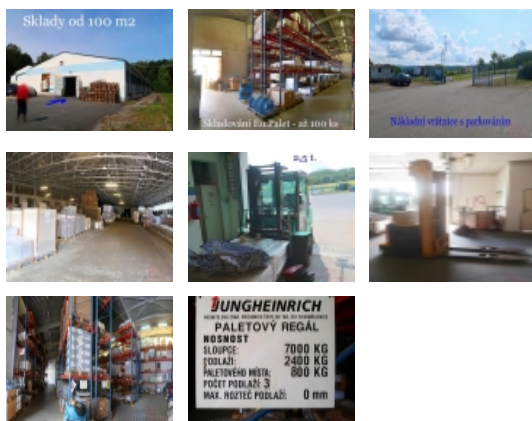 Sklady od 100 m2
Skladování Eu Palet - až 100 ks
Nákladní vrátnice s parkováním
2,5 t.
JUNGHEINRICH
PALETOVÝ REGÁL
NOSNOST
SLOUPCE: 7000 KG
PODLAŽÍ: 2400 KG
PALETOVÉHO MÍSTA: 800 KG
POČET PODLAŽÍ: 3
MAX. ROZTEČ PODLAŽÍ: 0 mm